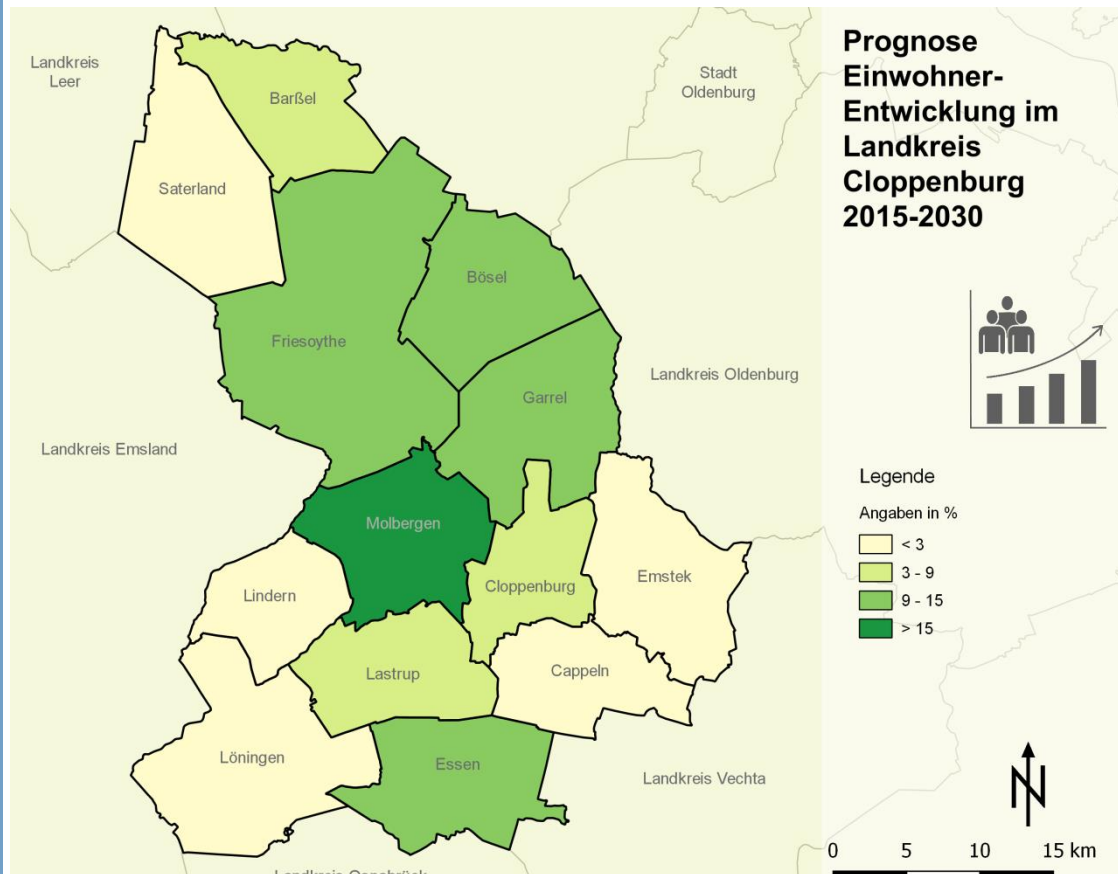 Prognose
Einwohner-
Entwicklung im
Landkreis
Cloppenburg
2015-2030
Landkreis
Leer
Barßel
Stadt
Oldenburg
Saterland
Bösel
Friesoythe
Landkreis Oldenburg
Garrel
Landkreis Emsland
Molbergen
Cloppenburg
Emstek
Lindern
Lastrup
Cappeln
Löningen
Essen
Landkreis Vechta
Landkreis Osnabrück
Legende
Angaben in %
< 3
3 - 9
9 - 15
> 15
N
0 5 10 15 km